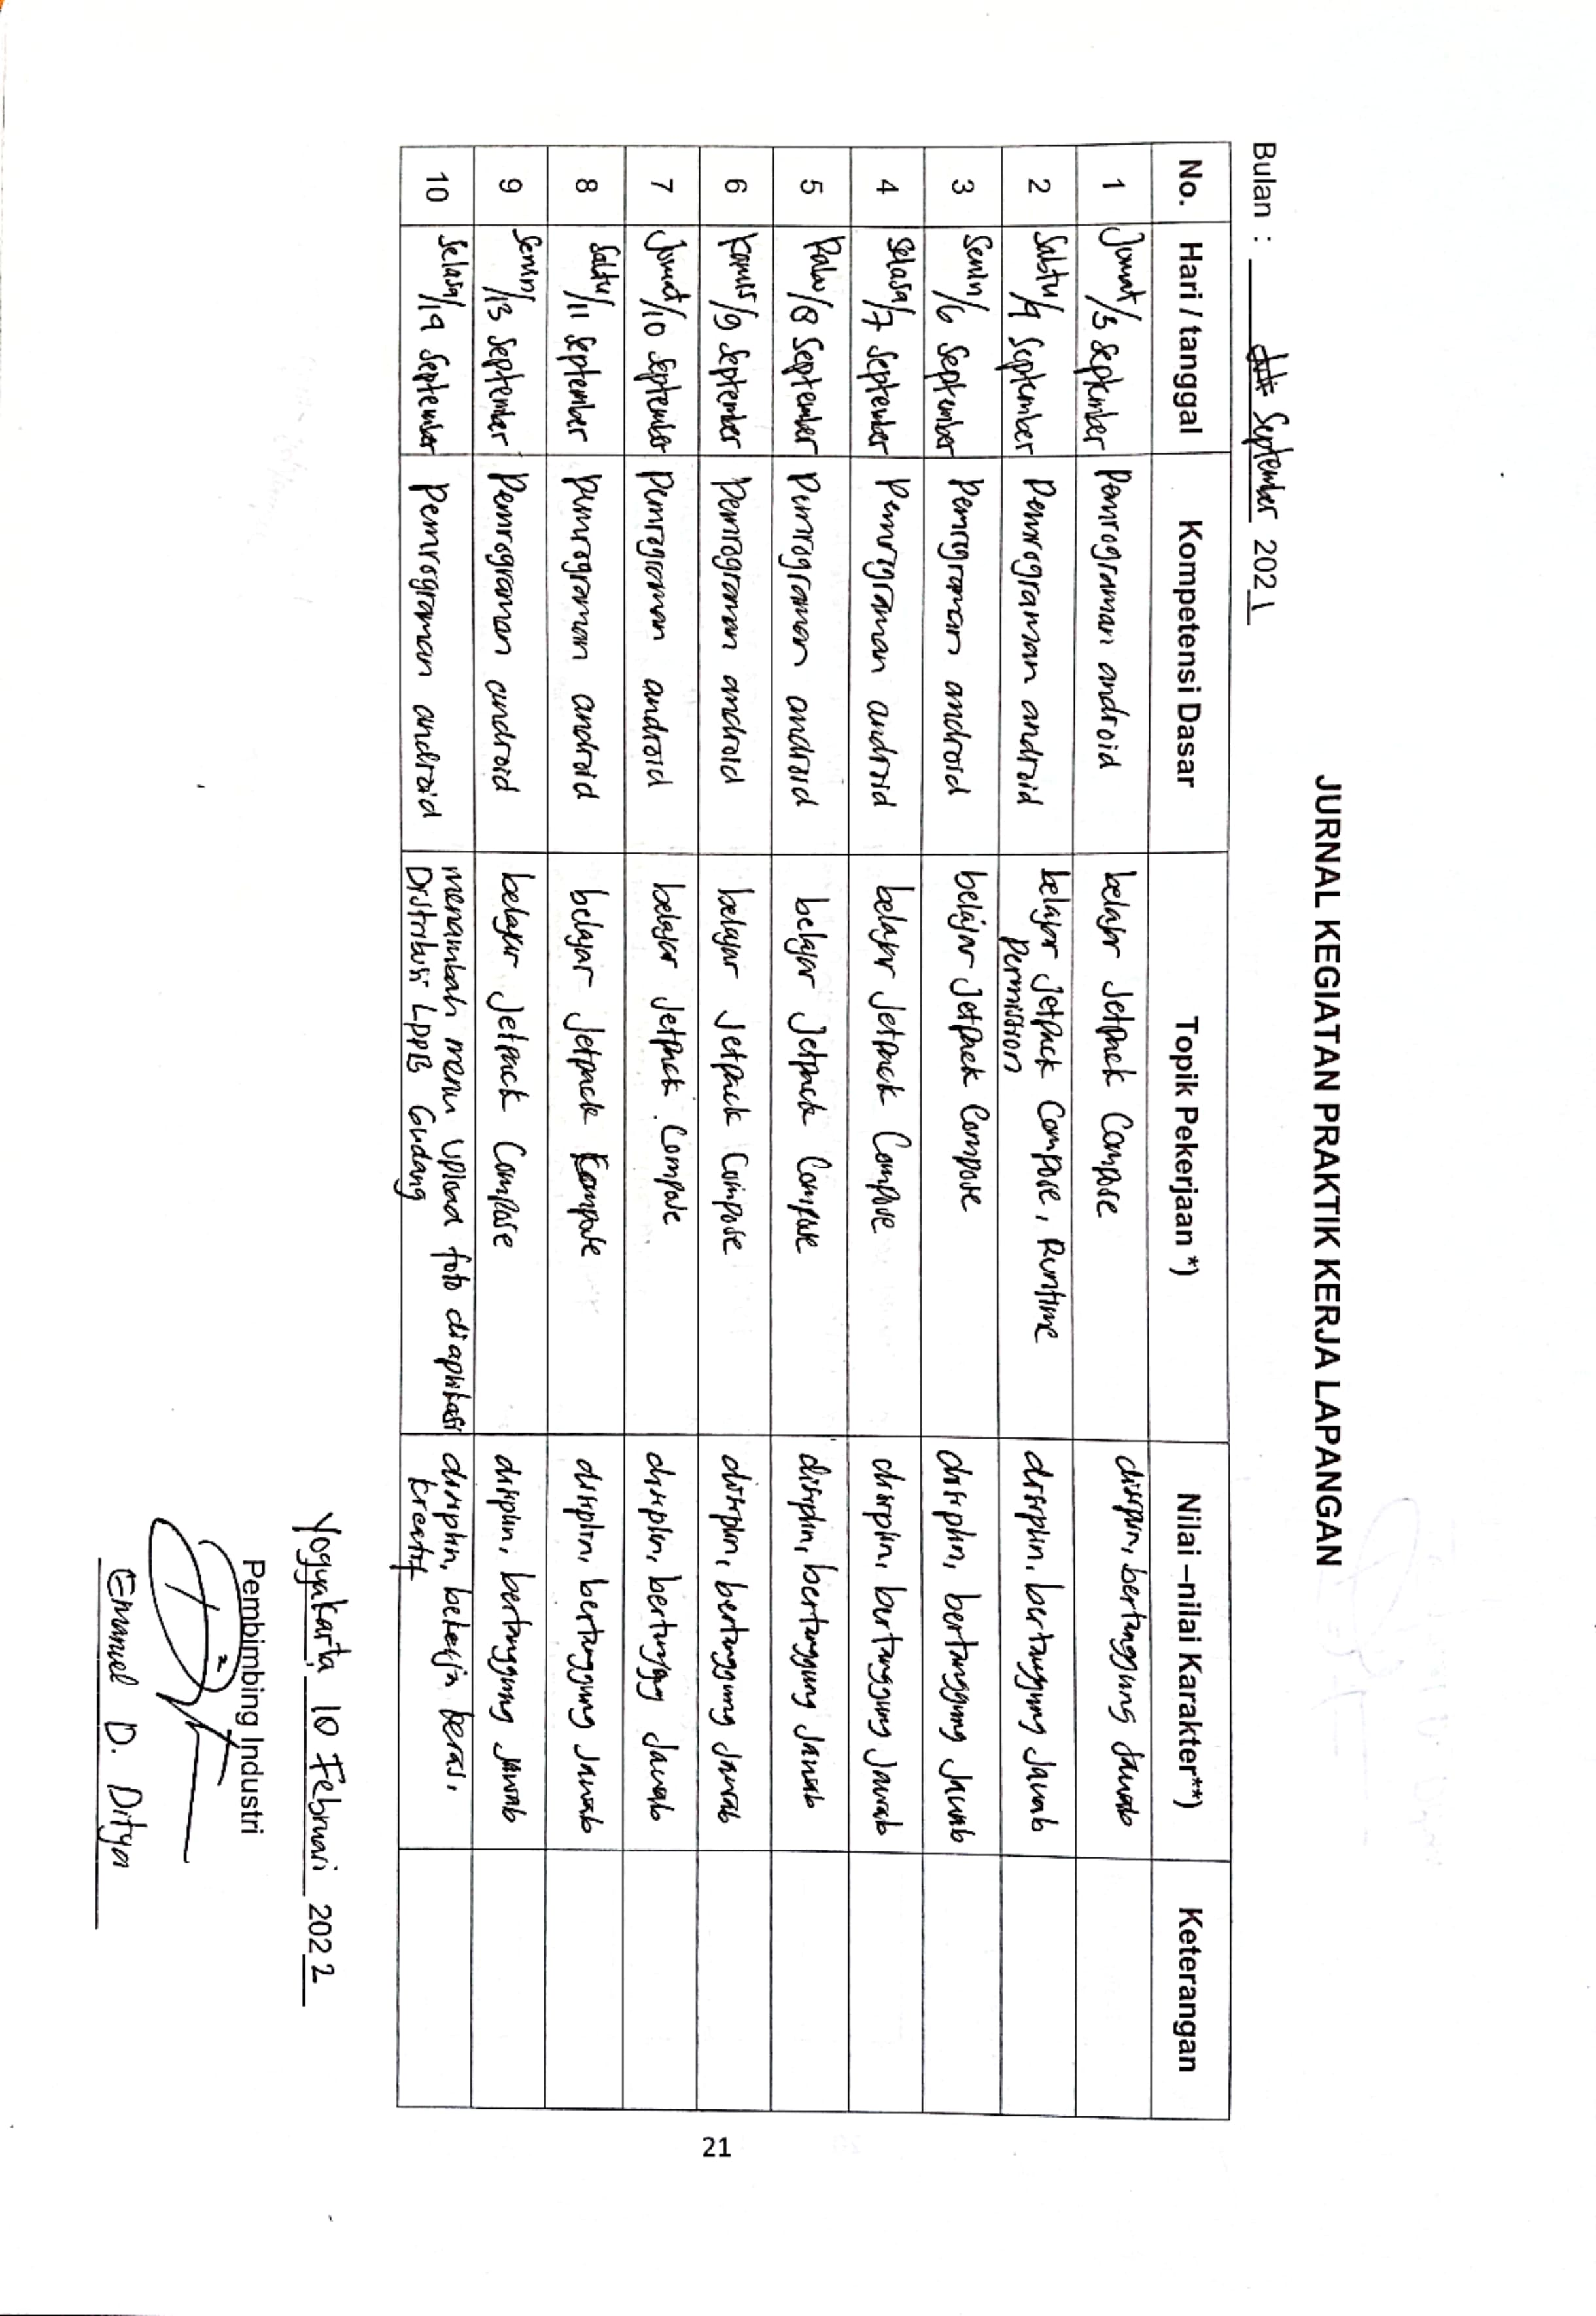 JURNAL KEGIATAN PRAKTIK KERJA LAPANGAN
Bulan : September 2021
No. Hari / tanggal Kompetensi Dasar Topik Pekerjaan *) Nilai –nilai Karakter**) Keterangan
1 Jumat/3 September Pemrograman android belajar Jetpack Compose disiplin, bertanggung Jawab
2 Sabtu/4 September Pemrograman android belajar Jetpack Compose, Runtime disiplin, bertanggung Jawab
Permission
3 Senin/6 September Pemrograman android belajar Jetpack Compose disiplin, bertanggung Jawab
4 Selasa/7 September Pemrograman android belajar Jetpack Compose disiplin, bertanggung Jawab
5 Rabu/8 September Pemrograman android belajar Jetpack Compose disiplin, bertanggung Jawab
6 Kamis/9 September Pemrograman android belajar Jetpack Compose disiplin, bertanggung Jawab
7 Jumat/10 September Pemrograman android belajar Jetpack Compose disiplin, bertanggung Jawab
8 Sabtu/11 September Pemrograman android belajar Jetpack Kompose disiplin, bertanggung Jawab
9 Senin/13 September Pemrograman android belajar Jetpack Compose disiplin, bertanggung Jawab
10 Selasa/14 September Pemrograman android menambah menu upload foto diaplikasi disiplin, bekerja keras,
Distribusi LPPB Gudang kreatif
Yogyakarta, 10 Februari 2022
Pembimbing Industri
Emanuel D. Ditya
21